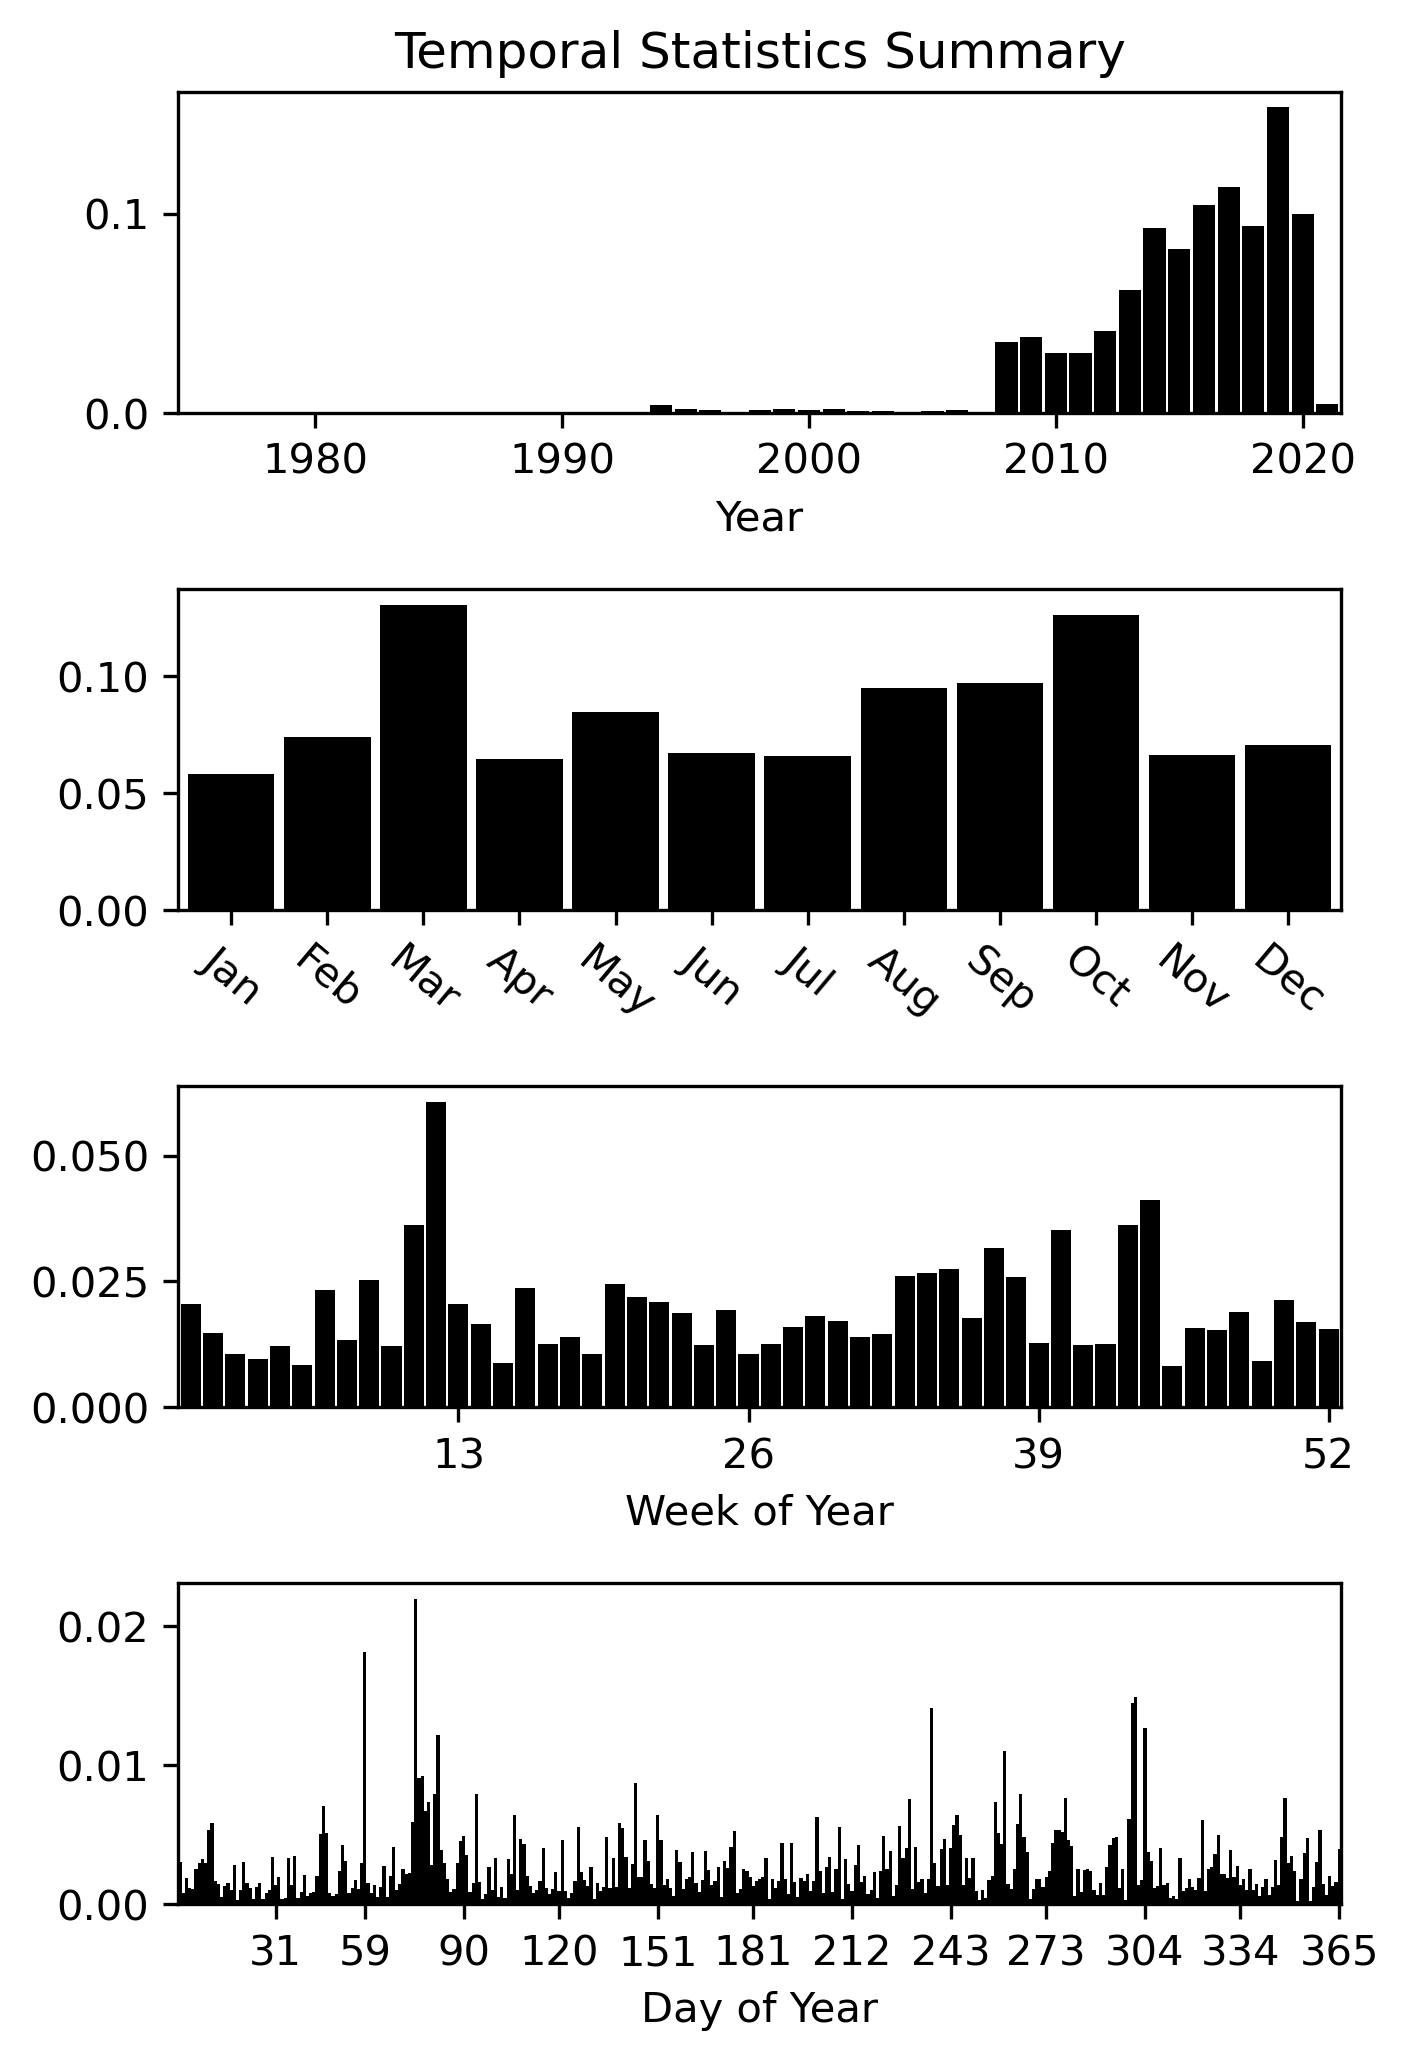 Temporal Statistics Summary
0.1
0.0
1980 1990 2000 2010 2020
Year
0.10
0.05
0.00
Jan Feb Mar Apr May Jun Jul Aug Sep Oct Nov Dec
0.050
0.025
0.000
13 26 39 52
Week of Year
0.02
0.01
0.00
31 59 90 120 151 181 212 243 273 304 334 365
Day of Year